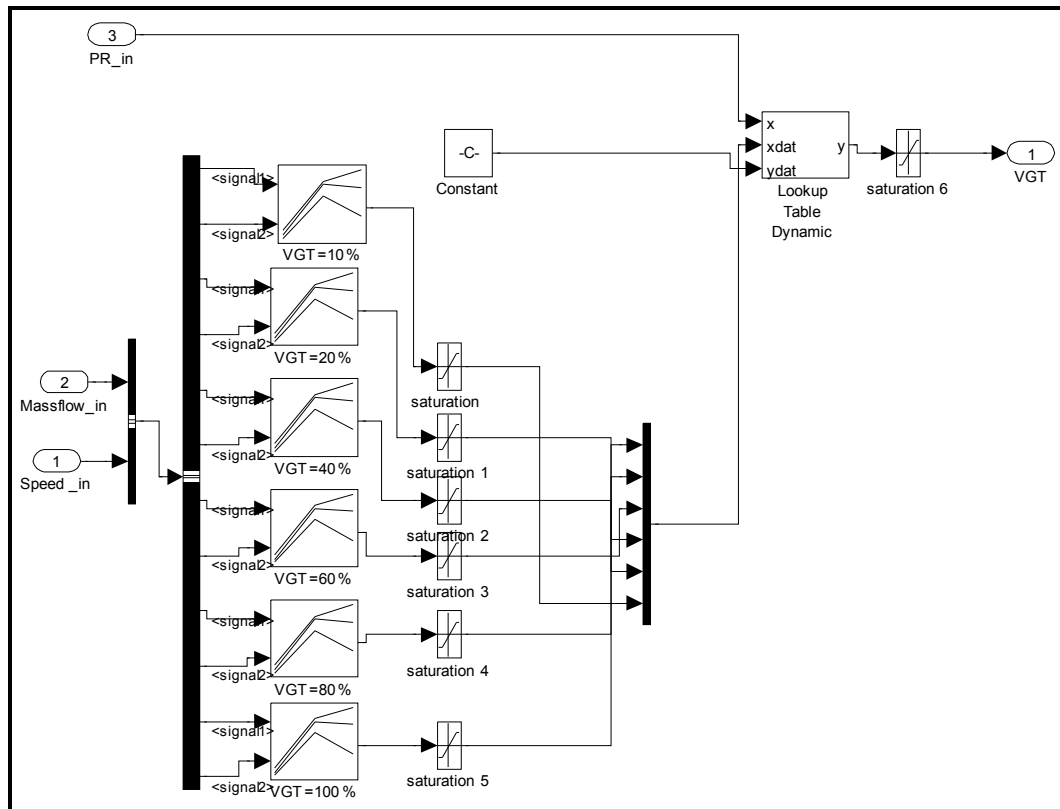 3
PR_in
-C-
Constant
x
xdat
ydat
y
Lookup
Table
Dynamic
saturation 6
1
VGT
<signal1>
<signal2>
VGT=10%
<signal1>
<signal2>
VGT=20%
saturation
2
Massflow_in
<signal1>
<signal2>
VGT=40%
saturation 1
1
Speed _in
<signal1>
<signal2>
VGT=60%
saturation 2
saturation 3
<signal1>
<signal2>
VGT=80%
saturation 4
<signal1>
<signal2>
VGT=100%
saturation 5